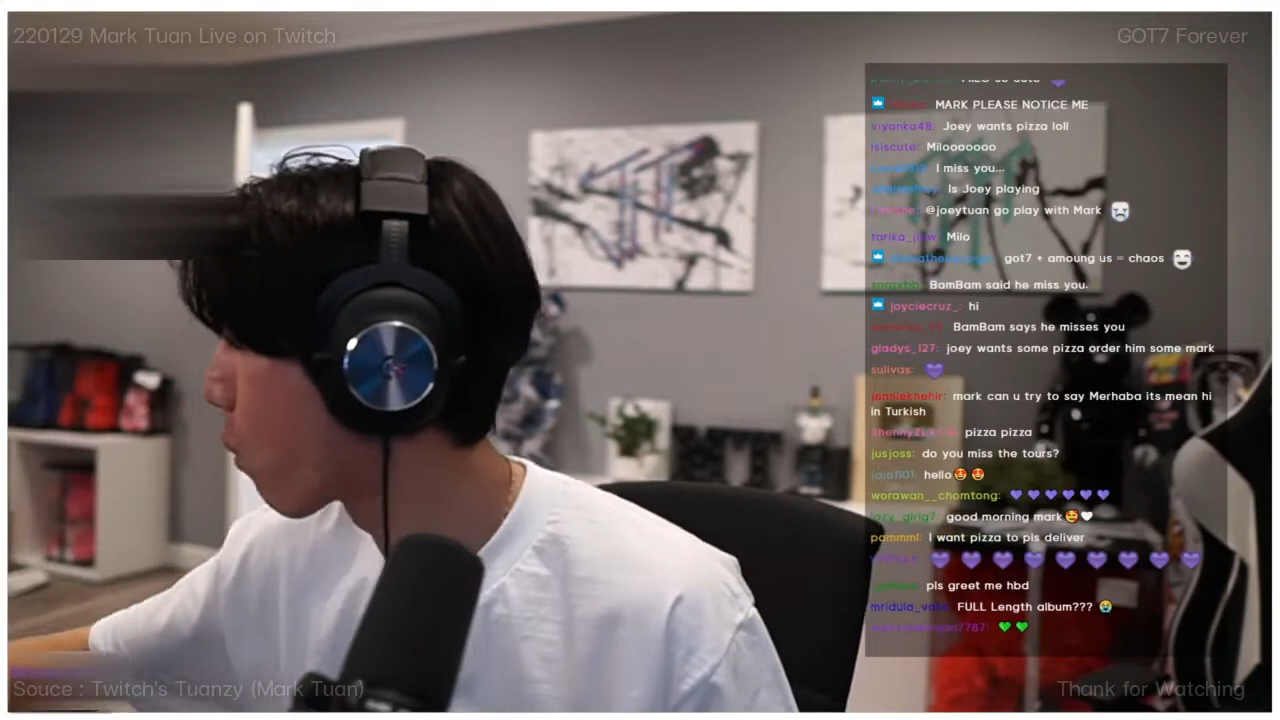 220129 Mark Tuan Live on Twitch
GOT7 Forever
MARK PLEASE NOTICE ME
viyanka48: Joey wants pizza loll
isiscute: Milooooooo
I miss you...
Is Joey playing
@joeytuan go play with Mark
Milo
got7 + amoung us = chaos
BamBam said he miss you.
joyciecruz_: hi
BamBam says he misses you
gladys_127: joey wants some pizza order him some mark
sulivas:
jennieknehir: mark can u try to say Merhaba its mean hi
in Turkish
pizza pizza
jusjoss: do you miss the tours?
hello
worawan__chomtong:
good morning mark
pammml: I want pizza to pls deliver
pls greet me hbd
FULL Length album???
Souce : Twitch's Tuanzy (Mark Tuan)
Thank for Watching